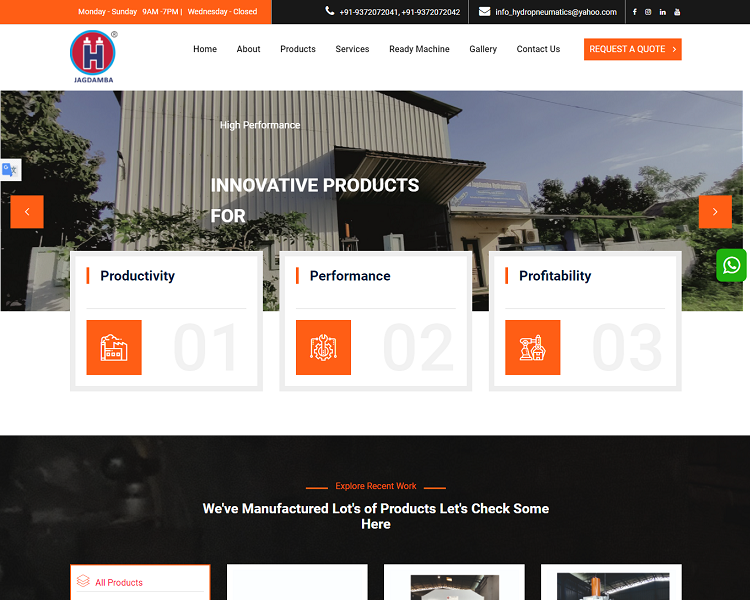 Monday - Sunday  9AM -7PM |  Wednesday - Closed
+91-9372072041, +91-9372072042
info_hydropneumatics@yahoo.com
H
®
JAGDAMBA
Home
About
Products
Services
Ready Machine
Gallery
Contact Us
REQUEST A QUOTE
High Performance
INNOVATIVE PRODUCTS
FOR
Productivity
01
Performance
02
Profitability
03
Explore Recent Work
We've Manufactured Lot's of Products Let's Check Some
Here
All Products